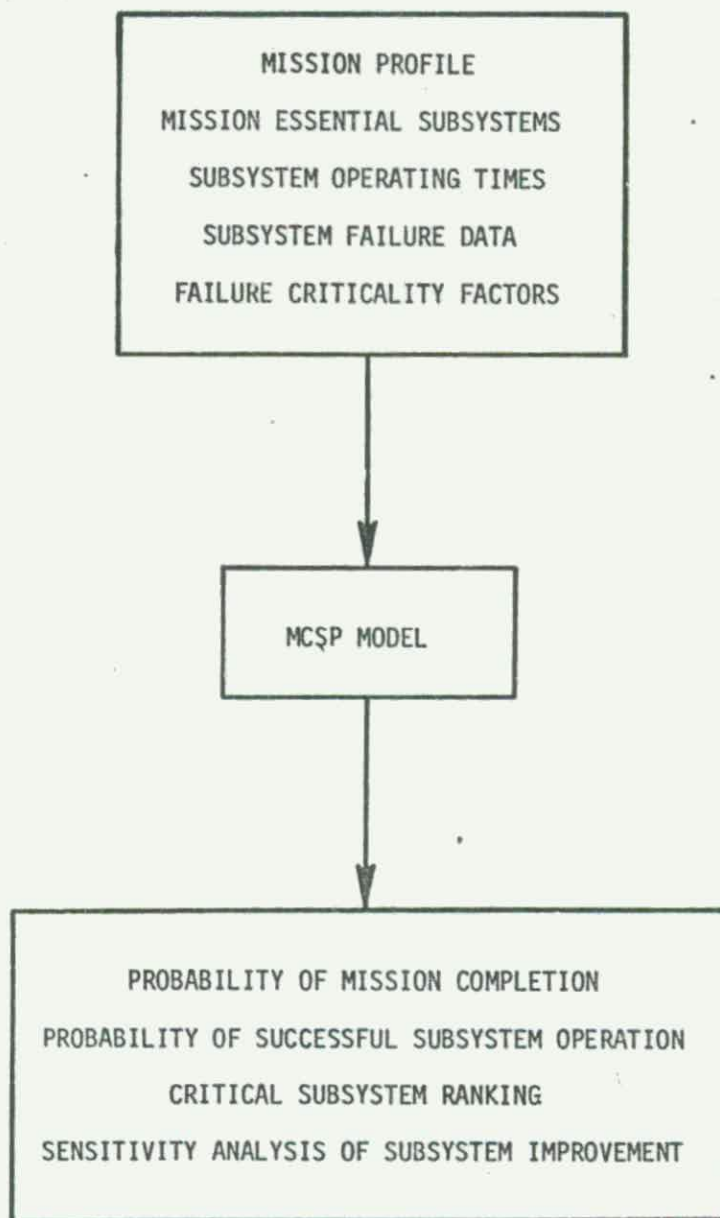 MISSION PROFILE
MISSION ESSENTIAL SUBSYSTEMS
SUBSYSTEM OPERATING TIMES
SUBSYSTEM FAILURE DATA
FAILURE CRITICALITY FACTORS
MCSP MODEL
PROBABILITY OF MISSION COMPLETION
PROBABILITY OF SUCCESSFUL SUBSYSTEM OPERATION
CRITICAL SUBSYSTEM RANKING
SENSITIVITY ANALYSIS OF SUBSYSTEM IMPROVEMENT